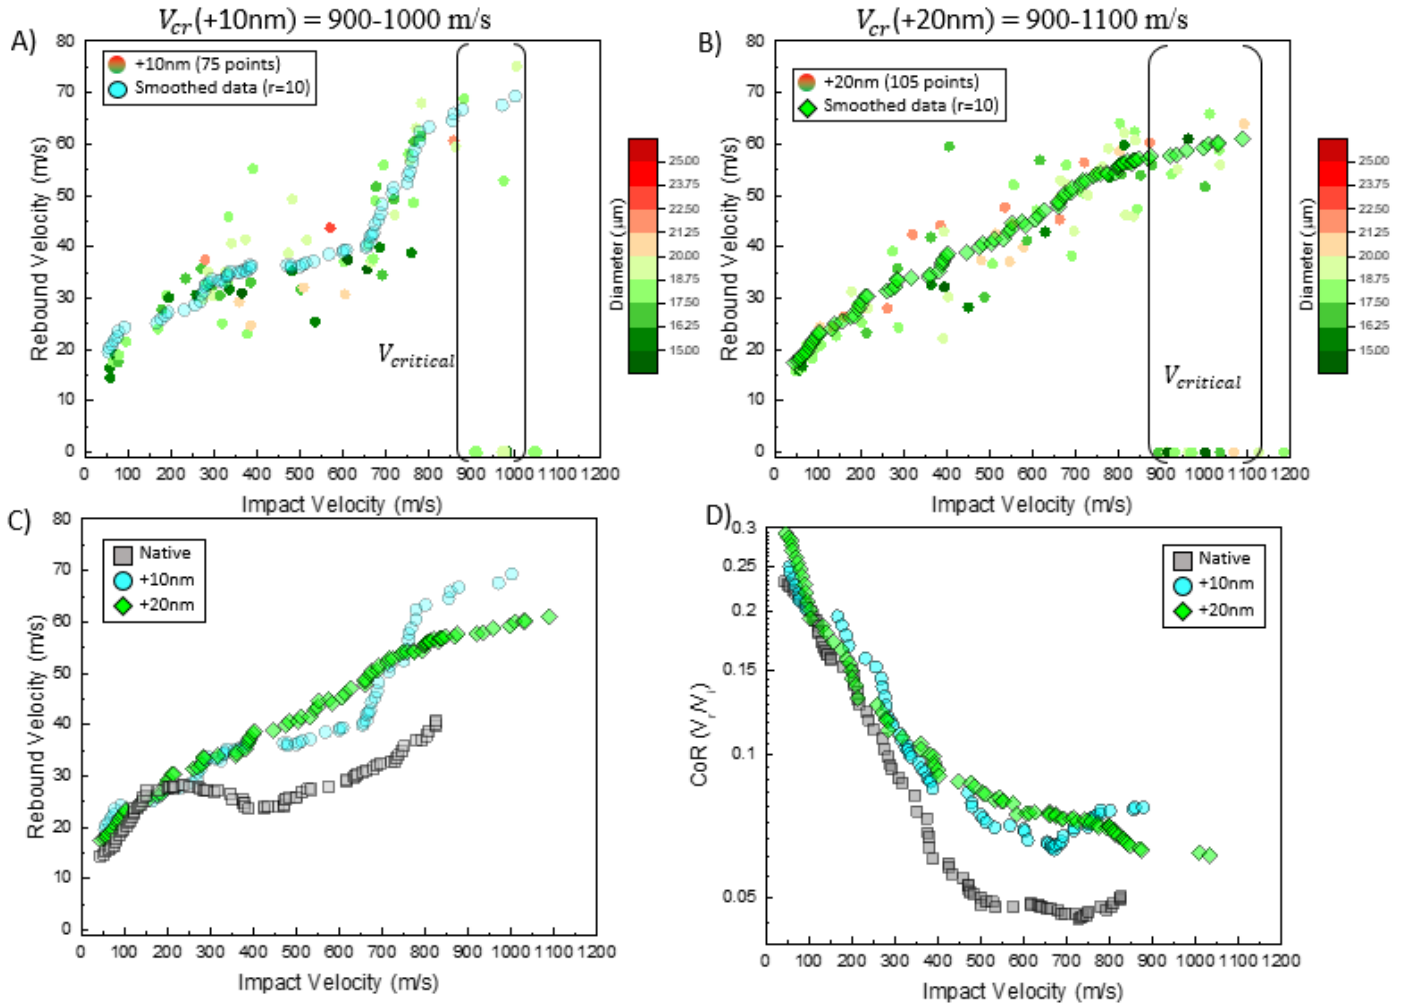 V_cr(+10nm) = 900-1000 m/s
V_cr(+20nm) = 900-1100 m/s
A)
80
70
60
50
40
30
20
10
0
Rebound Velocity (m/s)
+10nm (75 points)
Smoothed data (r=10)
V_critical
0 100 200 300 400 500 600 700 800 900 1000 1100 1200
Impact Velocity (m/s)
Diameter (μm)
25.00
23.75
22.50
21.25
20.00
18.75
17.50
16.25
15.00
B)
80
70
60
50
40
30
20
10
0
Rebound Velocity (m/s)
+20nm (105 points)
Smoothed data (r=10)
V_critical
0 100 200 300 400 500 600 700 800 900 1000 1100 1200
Impact Velocity (m/s)
Diameter (μm)
25.00
23.75
22.50
21.25
20.00
18.75
17.50
16.25
15.00
C)
80
70
60
50
40
30
20
10
0
Rebound Velocity (m/s)
Native
+10nm
+20nm
0 100 200 300 400 500 600 700 800 900 1000 1100 1200
Impact Velocity (m/s)
D)
0.3
0.25
0.2
0.15
0.1
0.05
CoR (V_r/V_i)
Native
+10nm
+20nm
0 100 200 300 400 500 600 700 800 900 1000 1100 1200
Impact Velocity (m/s)